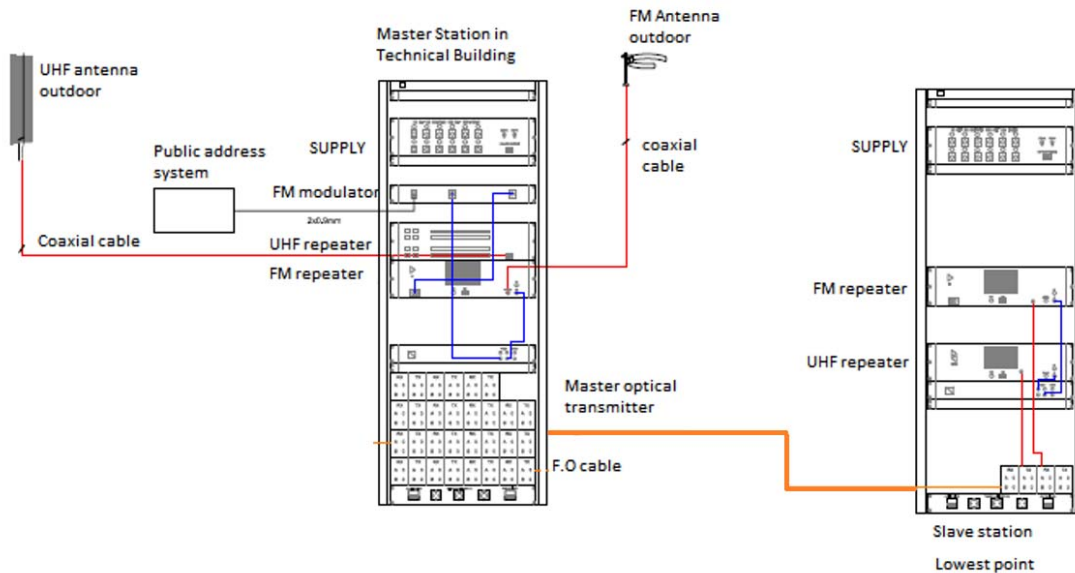 FM Antenna
outdoor
Master Station in
Technical Building
UHF antenna
outdoor
Public address
system
SUPPLY
coaxial
cable
SUPPLY
FM modulator
2x0,9mm
Coaxial cable
UHF repeater
FM repeater
FM repeater
UHF repeater
Master optical
transmitter
F.O cable
Slave station
Lowest point